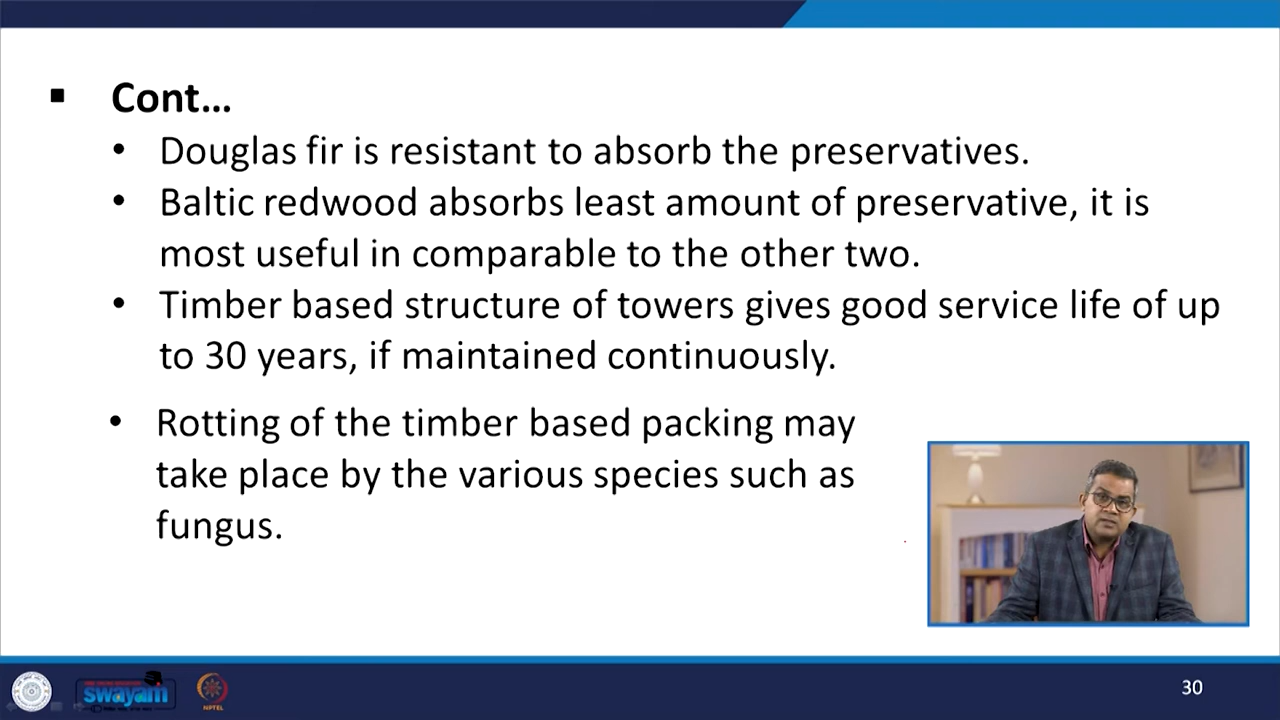 Cont…
Douglas fir is resistant to absorb the preservatives.
Baltic redwood absorbs least amount of preservative, it is
most useful in comparable to the other two.
Timber based structure of towers gives good service life of up
to 30 years, if maintained continuously.
Rotting of the timber based packing may
take place by the various species such as
fungus.
swayam
NPTEL
30